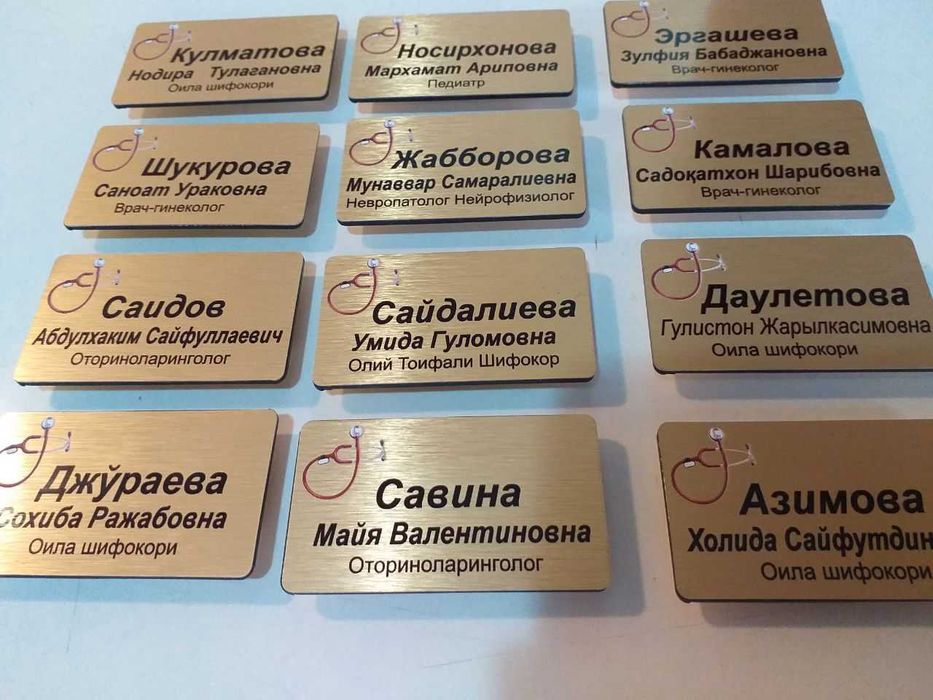 Кулматова
Нодира Тулагановна
Оила шифокори
Носирхонова
Мархамат Ариповна
Педиатр
Эргашева
Зулфия Бабаджановна
Врач-гинеколог
Шукурова
Саноат Ураковна
Врач-гинеколог
Жабборова
Мунаввар Самаралиевна
Невропатолог Нейрофизиолог
Камалова
Садоқатхон Шарибовна
Врач-гинеколог
Саидов
Абдулхаким Сайфуллаевич
Оториноларинголог
Сайдалиева
Умида Гуломовна
Олий Тоифали Шифокор
Даулетова
Гулистон Жарылкасимовна
Оила шифокори
Джўраева
Сохиба Ражабовна
Оила шифокори
Савина
Майя Валентиновна
Оториноларинголог
Азимова
Холида Сайфутдин
Оила шифокори